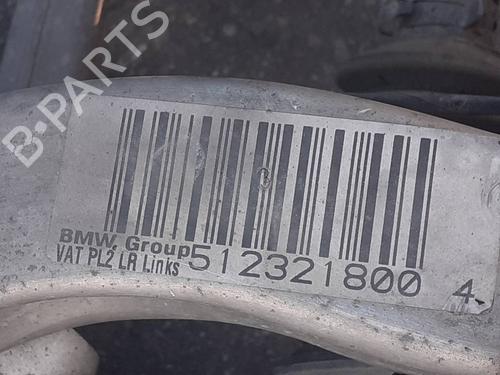 B-PARTS
BMW Group
VAT PL2 LR Links 512321800 4